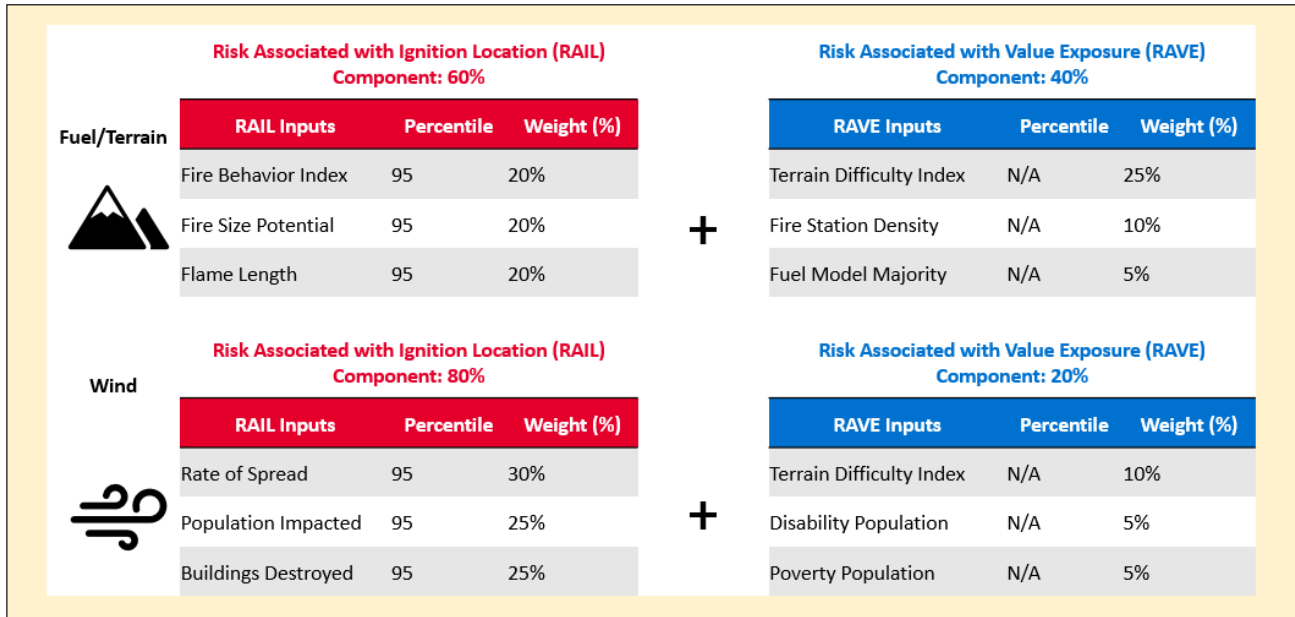 Risk Associated with Ignition Location (RAIL)
Component: 60%
Risk Associated with Value Exposure (RAVE)
Component: 40%
Fuel/Terrain
RAIL Inputs Percentile Weight (%)
Fire Behavior Index 95 20%
Fire Size Potential 95 20%
Flame Length 95 20%
+
RAVE Inputs Percentile Weight (%)
Terrain Difficulty Index N/A 25%
Fire Station Density N/A 10%
Fuel Model Majority N/A 5%
Risk Associated with Ignition Location (RAIL)
Component: 80%
Risk Associated with Value Exposure (RAVE)
Component: 20%
Wind
RAIL Inputs Percentile Weight (%)
Rate of Spread 95 30%
Population Impacted 95 25%
Buildings Destroyed 95 25%
+
RAVE Inputs Percentile Weight (%)
Terrain Difficulty Index N/A 10%
Disability Population N/A 5%
Poverty Population N/A 5%